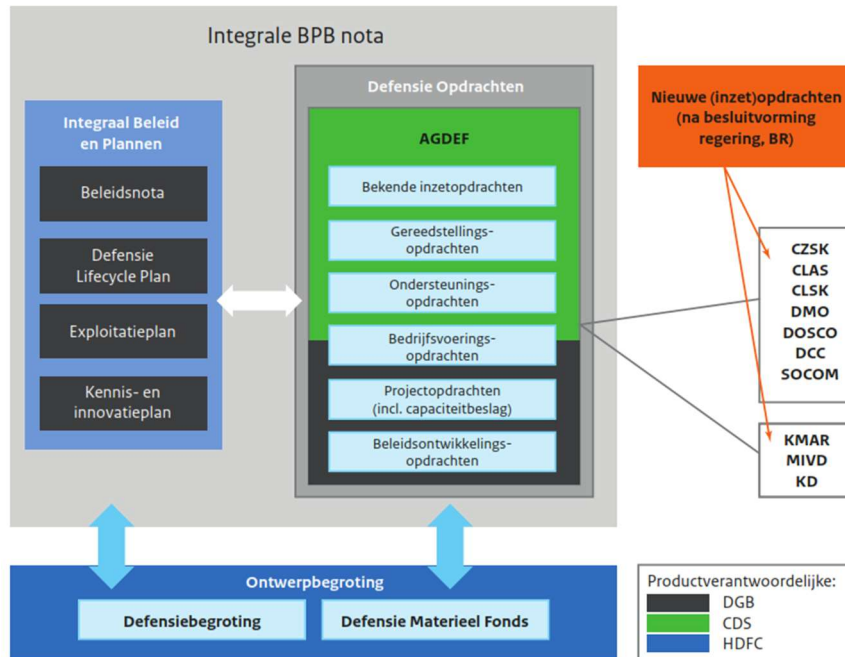 Integrale BPB nota
Integraal Beleid
en Plannen
Beleidsnota
Defensie
Lifecycle Plan
Exploitatieplan
Kennis- en
innovatieplan
Defensie Opdrachten
AGDEF
Bekende inzetopdrachten
Gereedstellings-
opdrachten
Ondersteunings-
opdrachten
Bedrijfsvoerings-
opdrachten
Projectopdrachten
(incl. capaciteitbeslag)
Beleidsontwikkelings-
opdrachten
Nieuwe (inzet)opdrachten
(na besluitvorming
regering, BR)
CZSK
CLAS
CLSK
DMO
DOSCO
DCC
SOCOM
KMAR
MIVD
KD
Ontwerpbegroting
Defensiebegroting
Defensie Materieel Fonds
Productverantwoordelijke:
DGB
CDS
HDFC